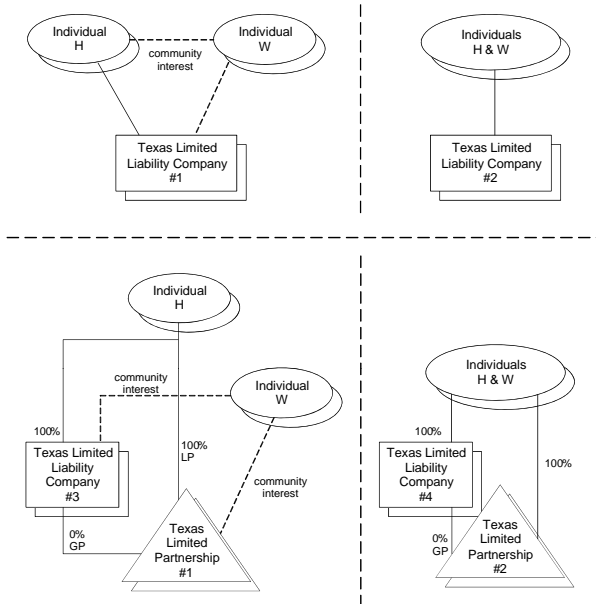 Individual
H
Individual
W
community
interest
Texas Limited
Liability Company
#1
Individuals
H & W
Texas Limited
Liability Company
#2
Individual
H
community
interest
Individual
W
100%
100%
LP
Texas Limited
Liability
Company
#3
community
interest
0%
GP
Texas
Limited
Partnership
#1
Individuals
H & W
100%
100%
Texas Limited
Liability
Company
#4
0%
GP
Texas
Limited
Partnership
#2